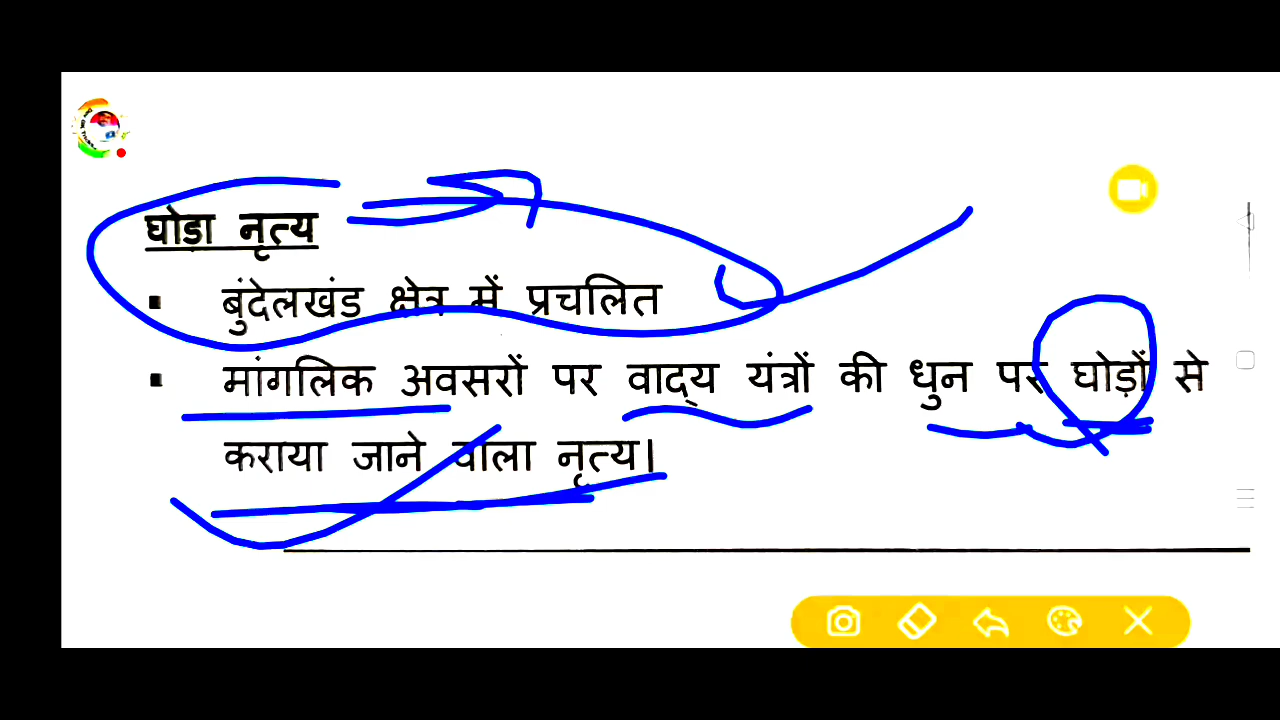 घोडा नृत्य
▪ बुंदेलखंड क्षेत्र में प्रचलित
▪ मांगलिक अवसरों पर वाद्य यंत्रों की धुन पर घोड़ों से
कराया जाने वाला नृत्य।